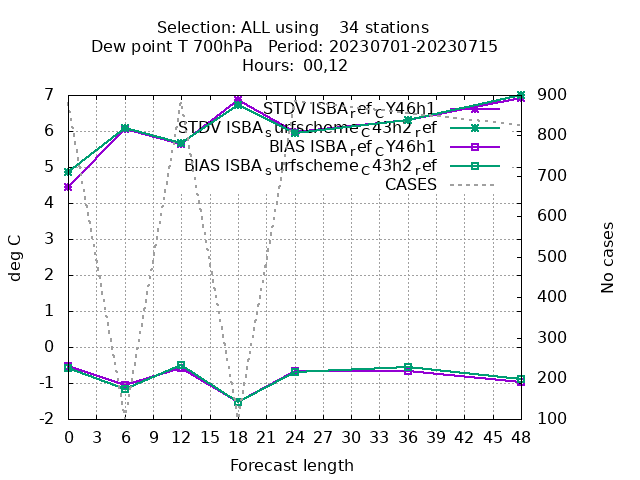 Selection: ALL using 34 stations
Dew point T 700hPa Period: 20230701-20230715
Hours: 00,12
STDV ISBA_ref_CY46h1
STDV ISBA_surfscheme_C43h2_ref
BIAS ISBA_ref_CY46h1
BIAS ISBA_surfscheme_C43h2_ref
CASES
7
6
5
4
3
2
1
0
-1
-2
deg C
900
800
700
600
500
400
300
200
100
No cases
0 3 6 9 12 15 18 21 24 27 30 33 36 39 42 45 48
Forecast length